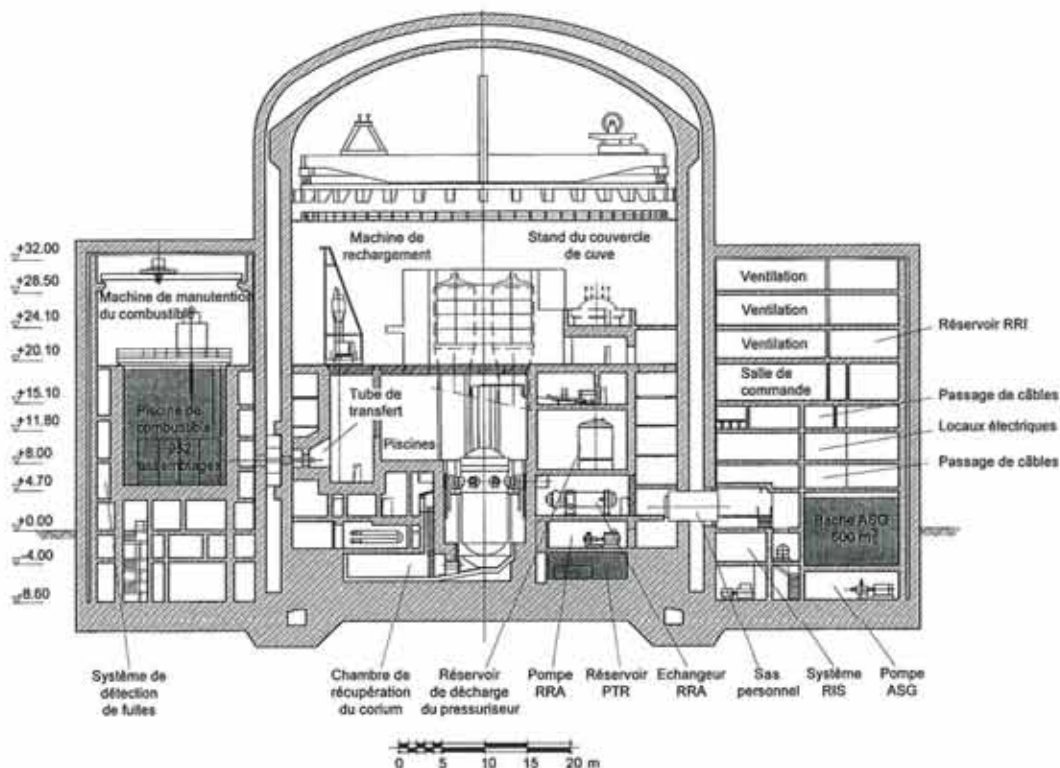 +32.00
+28.50
+24.10
+20.10
+15.10
+11.80
+8.00
+4.70
+0.00
-4.00
-8.60
Machine de manutention
du combustible
Piscine de
combustible
952
assemblages
Machine de
rechargement
Stand du couvercle
de cuve
Tube de
transfert
Piscines
Ventilation
Ventilation
Ventilation
Salle de
commande
Bache ASG
600 m3
Réservoir RRI
Passage de câbles
Locaux électriques
Passage de câbles
Système de
détection
de fuites
Chambre de
récupération
du corium
Réservoir
de décharge
du pressuriseur
Pompe
RRA
Réservoir
PTR
Echangeur
RRA
Sas
personnel
Système
RIS
Pompe
ASG
0 5 10 15 20 m